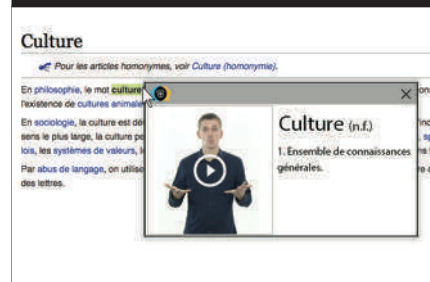 Culture
Pour les articles homonymes, voir Culture (homonymie).
En philosophie, le mot culture
l'existence de cultures animale
En sociologie, la culture est dé
sens le plus large, la culture pe
lois, les systèmes de valeurs, l
Par abus de langage, on utilise
des lettres.
Culture (n.f.)
1. Ensemble de connaissances
générales.